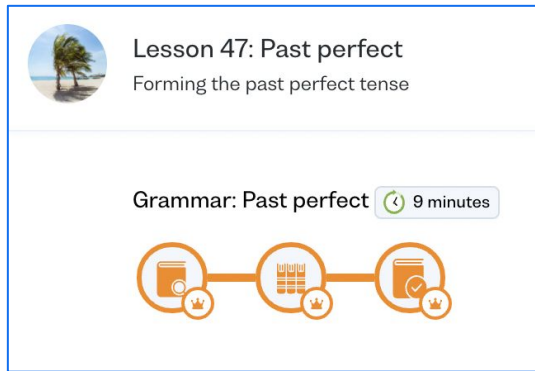 Lesson 47: Past perfect
Forming the past perfect tense
Grammar: Past perfect 9 minutes